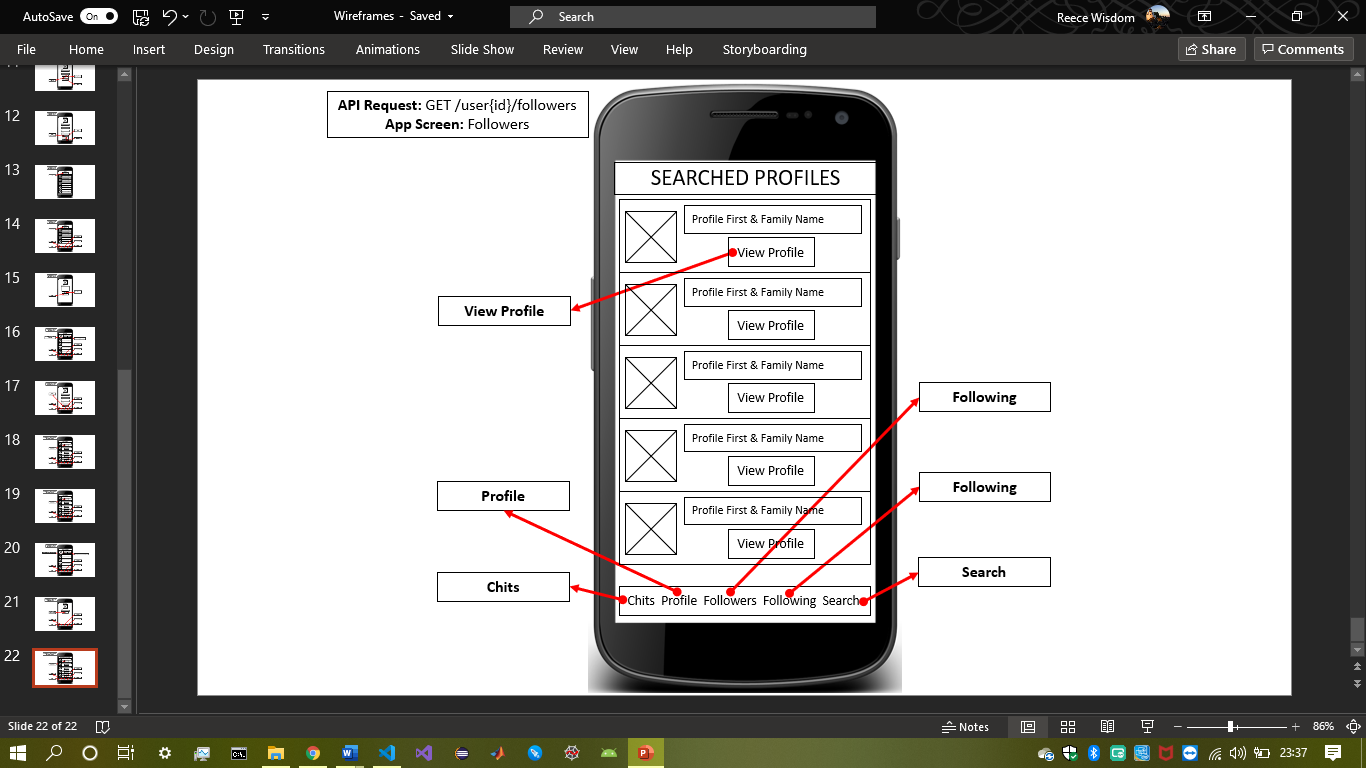 AutoSave On
Wireframes - Saved
Search
Reece Wisdom
File Home Insert Design Transitions Animations Slide Show Review View Help Storyboarding
Share Comments
12
13
14
15
16
17
18
19
20
21
22
API Request: GET /user{id}/followers
App Screen: Followers
SEARCHED PROFILES
Profile First & Family Name
View Profile
Profile First & Family Name
View Profile
Profile First & Family Name
View Profile
Profile First & Family Name
View Profile
Profile First & Family Name
View Profile
Chits Profile Followers Following Search
View Profile
Profile
Chits
Following
Following
Search
Slide 22 of 22
Notes
86%
23:37